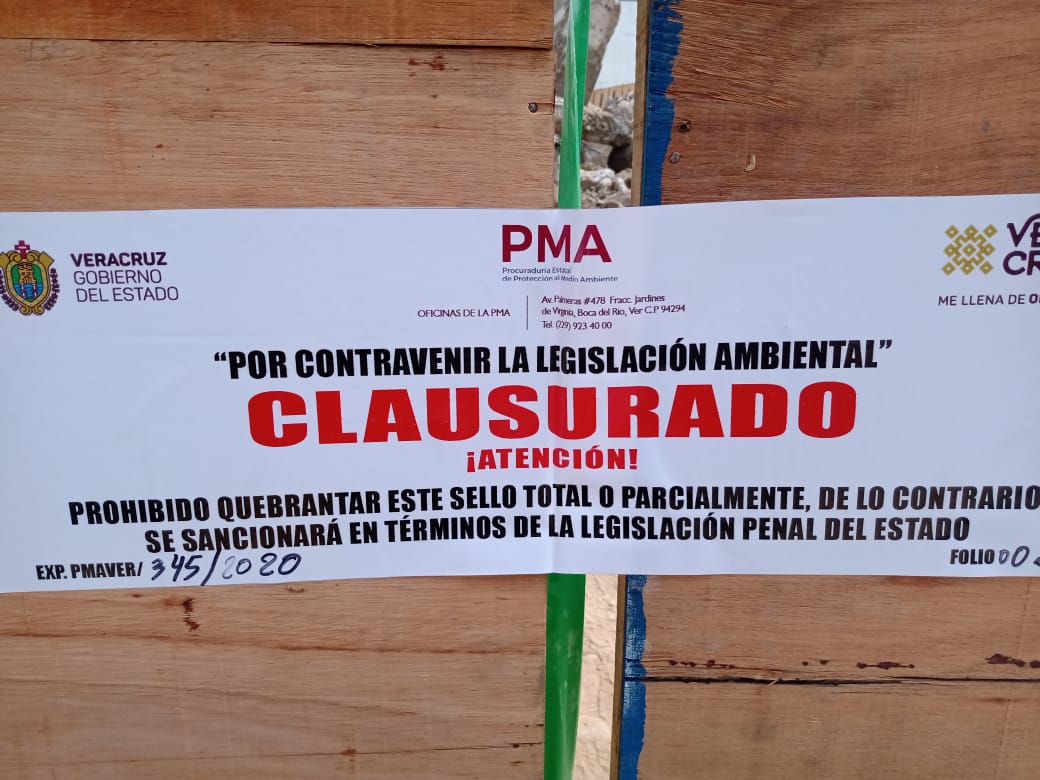 VERACRUZ
GOBIERNO
DEL ESTADO
PMA
Procuraduría Estatal
de Protección al Medio Ambiente
OFICINAS DE LA PMA
Av. Palmeras #478 Fracc. Jardines
de Virginia, Boca del Rio, Ver C.P 94294
Tel. (229) 923 40 00
ME LLENA DE
“POR CONTRAVENIR LA LEGISLACIÓN AMBIENTAL”
CLAUSURADO
¡ATENCIÓN!
PROHIBIDO QUEBRANTAR ESTE SELLO TOTAL O PARCIALMENTE, DE LO CONTRARIO
SE SANCIONARÁ EN TÉRMINOS DE LA LEGISLACIÓN PENAL DEL ESTADO
EXP. PMAVER/ 345/2020
FOLIO